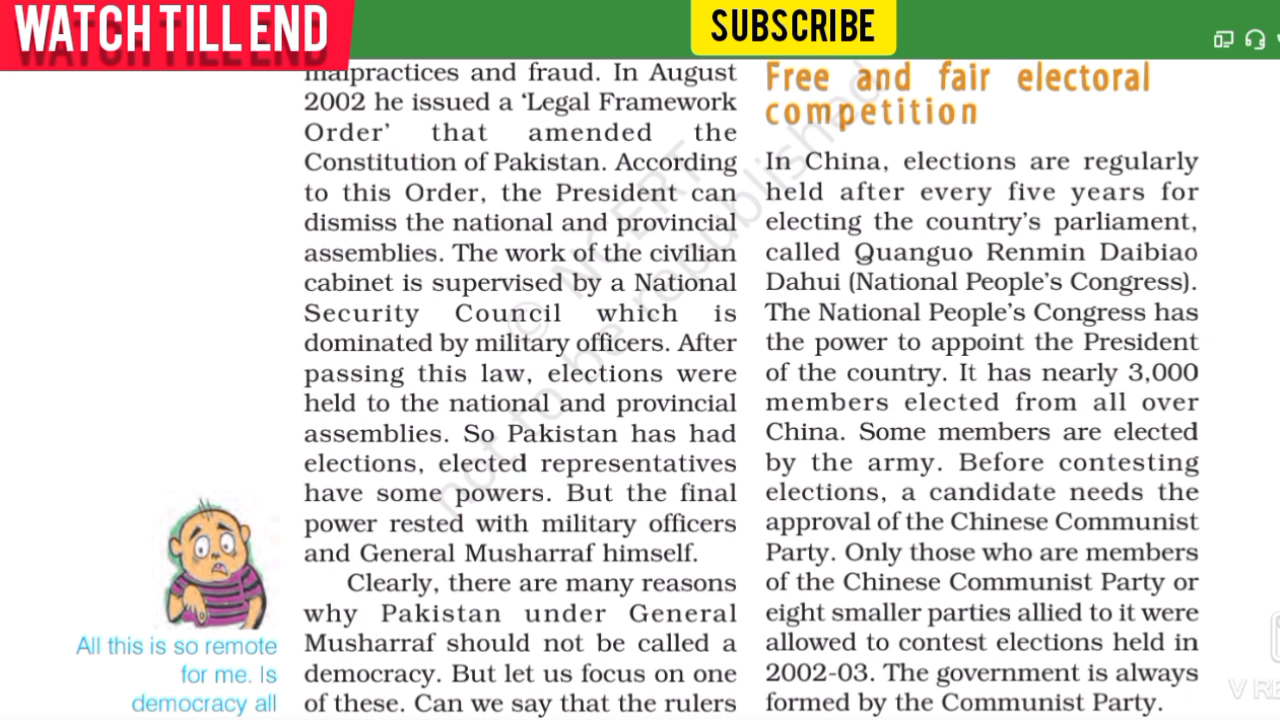 WATCH TILL END
SUBSCRIBE
malpractices and fraud. In August
2002 he issued a ‘Legal Framework
Order’ that amended the
Constitution of Pakistan. According
to this Order, the President can
dismiss the national and provincial
assemblies. The work of the civilian
cabinet is supervised by a National
Security Council which is
dominated by military officers. After
passing this law, elections were
held to the national and provincial
assemblies. So Pakistan has had
elections, elected representatives
have some powers. But the final
power rested with military officers
and General Musharraf himself.
Clearly, there are many reasons
why Pakistan under General
Musharraf should not be called a
democracy. But let us focus on one
of these. Can we say that the rulers
All this is so remote
for me. Is
democracy all
Free and fair electoral
competition
In China, elections are regularly
held after every five years for
electing the country’s parliament,
called Quanguo Renmin Daibiao
Dahui (National People’s Congress).
The National People’s Congress has
the power to appoint the President
of the country. It has nearly 3,000
members elected from all over
China. Some members are elected
by the army. Before contesting
elections, a candidate needs the
approval of the Chinese Communist
Party. Only those who are members
of the Chinese Communist Party or
eight smaller parties allied to it were
allowed to contest elections held in
2002-03. The government is always
formed by the Communist Party.
© NCERT
not to be republished